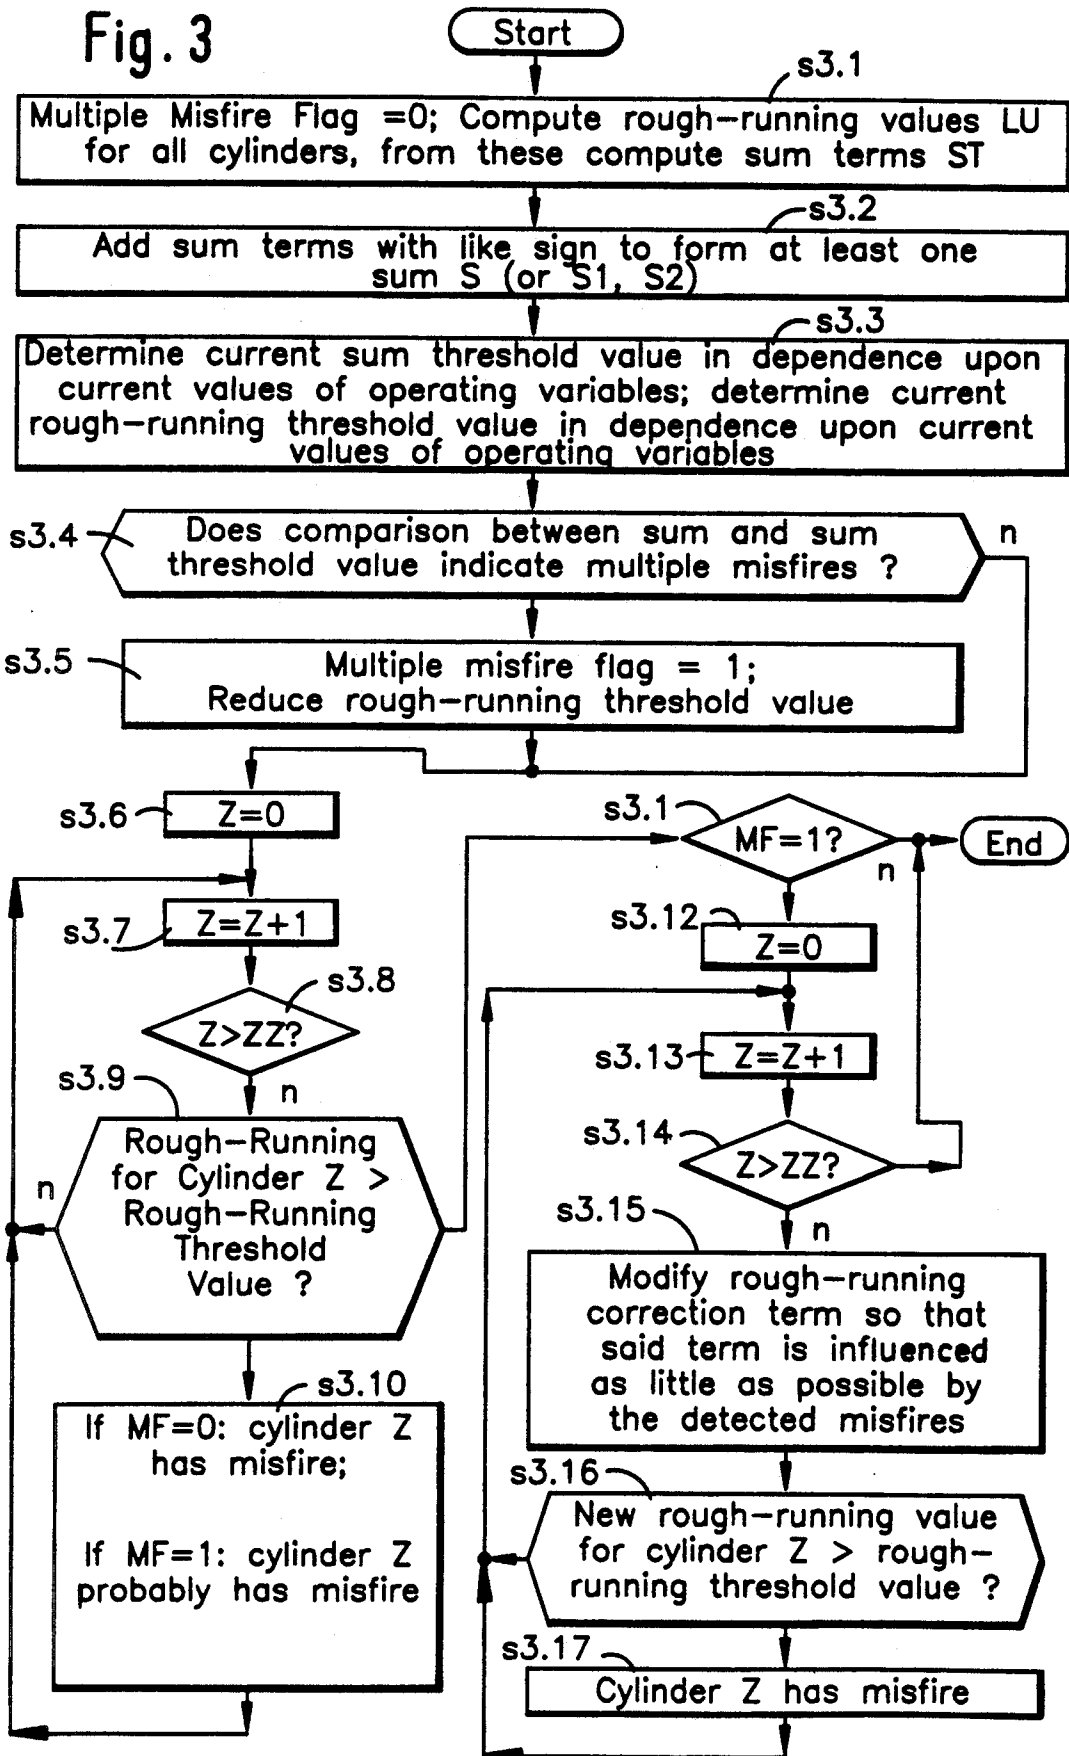 Fig. 3
Start
s3.1
Multiple Misfire Flag =0; Compute rough-running values LU
for all cylinders, from these compute sum terms ST
s3.2
Add sum terms with like sign to form at least one
sum S (or S1, S2)
s3.3
Determine current sum threshold value in dependence upon
current values of operating variables; determine current
rough-running threshold value in dependence upon current
values of operating variables
s3.4
Does comparison between sum and sum
threshold value indicate multiple misfires ?
n
s3.5
Multiple misfire flag = 1;
Reduce rough-running threshold value
s3.6
Z=0
s3.7
Z=Z+1
s3.8
Z>ZZ?
n
s3.9
Rough-Running
for Cylinder Z >
Rough-Running
Threshold
Value ?
n
s3.10
If MF=0: cylinder Z
has misfire;
If MF=1: cylinder Z
probably has misfire
s3.1
MF=1?
n
End
s3.12
Z=0
s3.13
Z=Z+1
s3.14
Z>ZZ?
n
s3.15
Modify rough-running
correction term so that
said term is influenced
as little as possible by
the detected misfires
s3.16
New rough-running value
for cylinder Z > rough-
running threshold value ?
s3.17
Cylinder Z has misfire